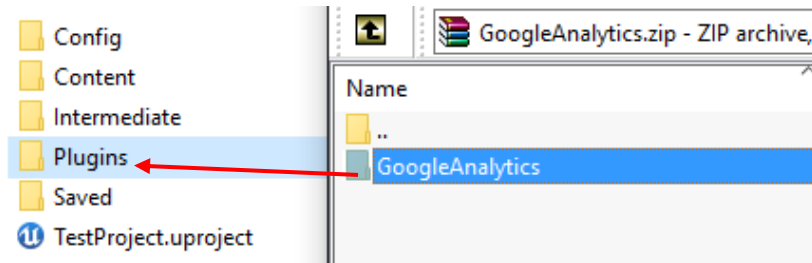 Config
Content
Intermediate
Plugins
Saved
TestProject.uproject
GoogleAnalytics.zip - ZIP archive,
Name
..
GoogleAnalytics